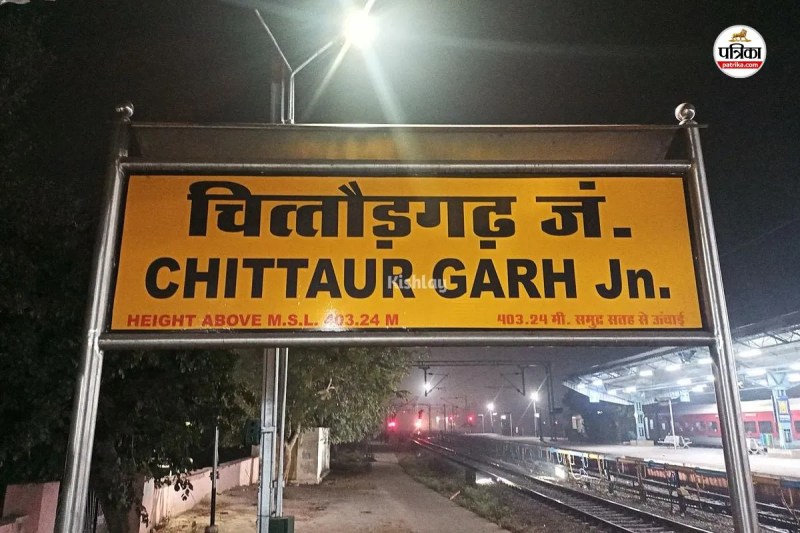 पत्रिका
patrika.com
चित्तौड़गढ़ जं.
CHITTAUR GARH Jn.
Kishlay
HEIGHT ABOVE M.S.L. 403.24 M
403.24 मी. समुद्र सतह से ऊंचाई